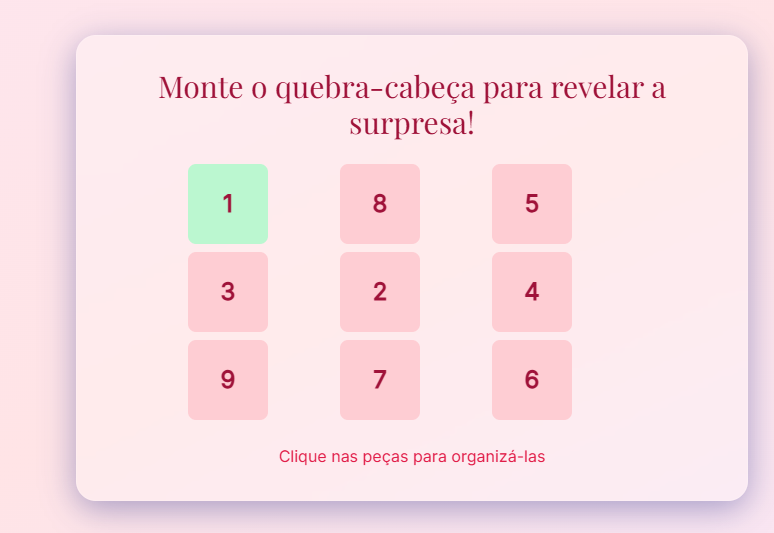 Monte o quebra-cabeça para revelar a
surpresa!
1 8 5
3 2 4
9 7 6
Clique nas peças para organizá-las